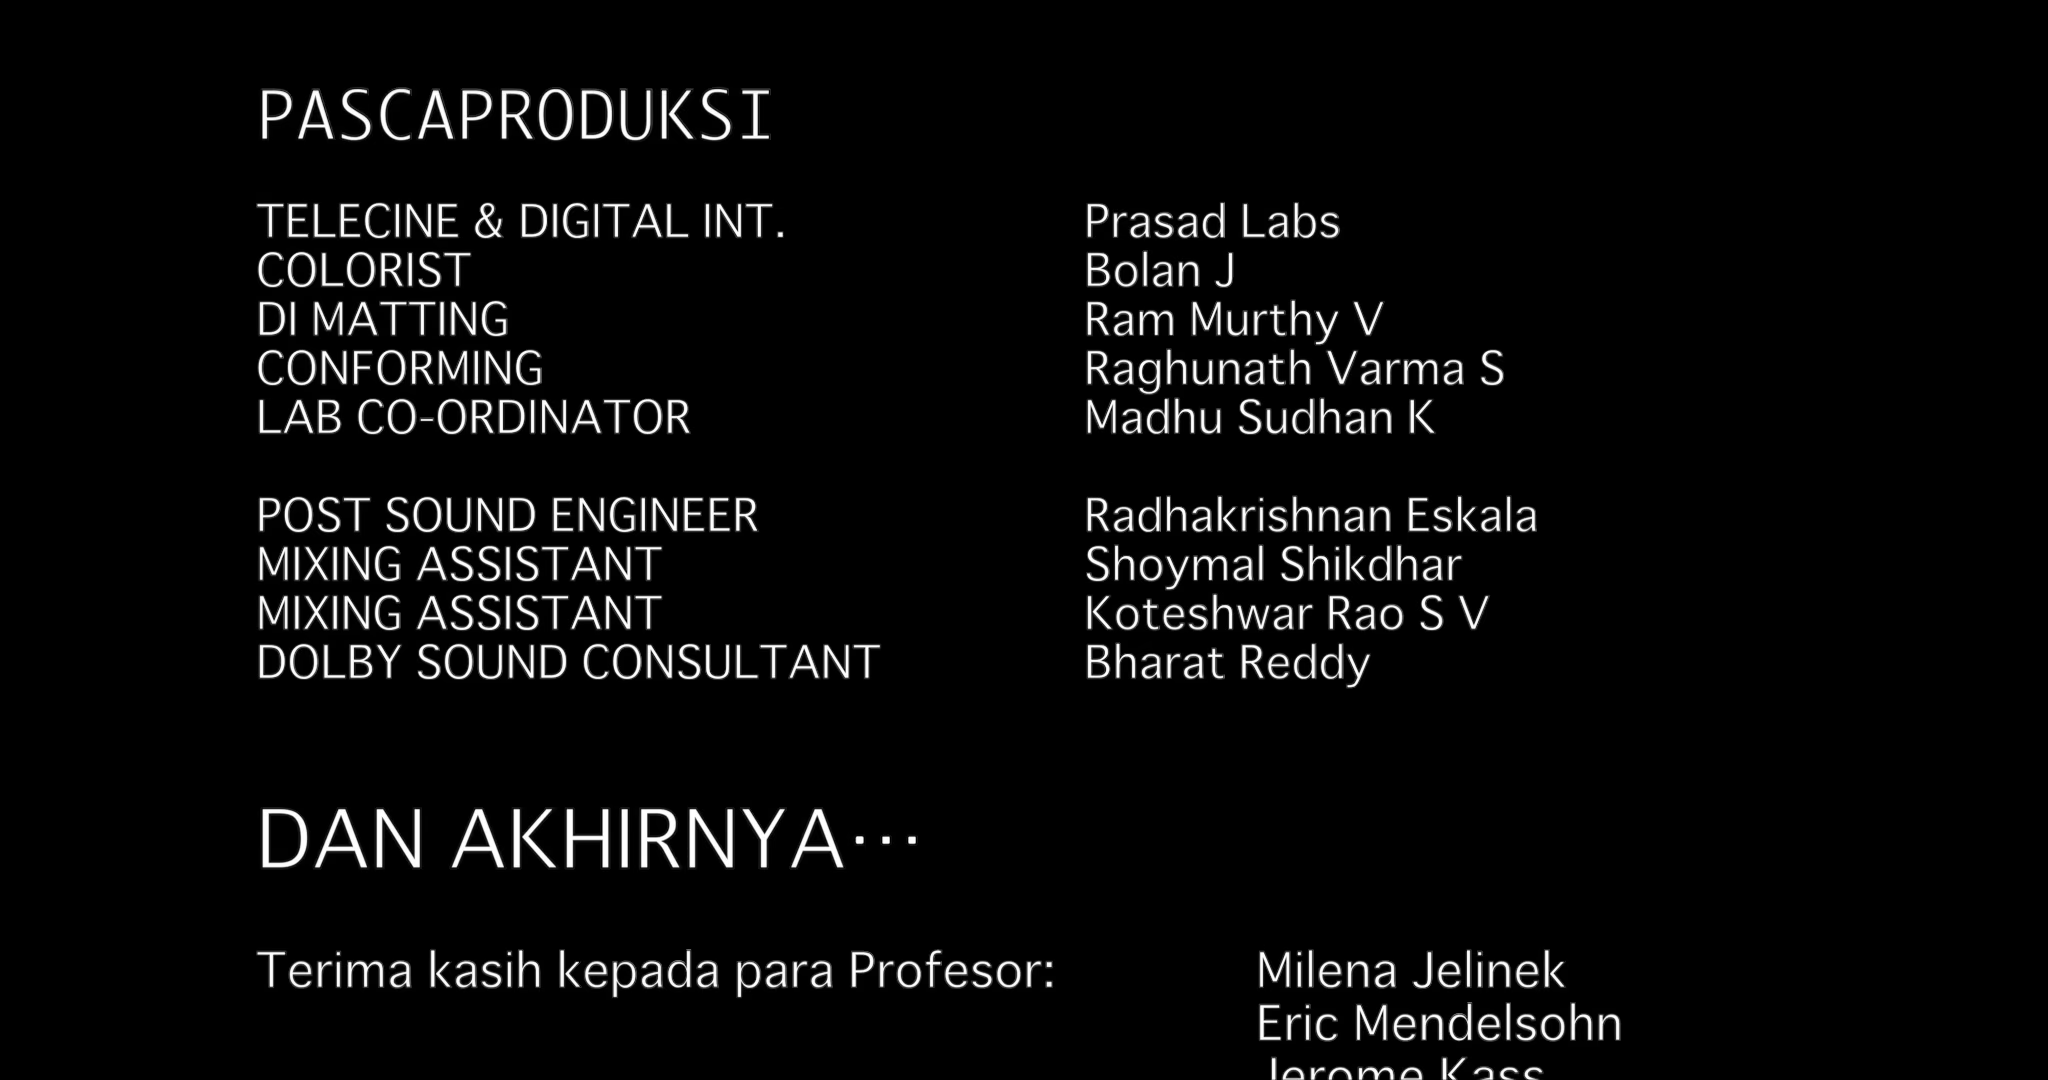 PASCAPRODUKSI
TELECINE & DIGITAL INT. Prasad Labs
COLORIST Bolan J
DI MATTING Ram Murthy V
CONFORMING Raghunath Varma S
LAB CO-ORDINATOR Madhu Sudhan K
POST SOUND ENGINEER Radhakrishnan Eskala
MIXING ASSISTANT Shoymal Shikdhar
MIXING ASSISTANT Koteshwar Rao S V
DOLBY SOUND CONSULTANT Bharat Reddy
DAN AKHIRNYA…
Terima kasih kepada para Profesor: Milena Jelinek
Eric Mendelsohn
Jerome Kass